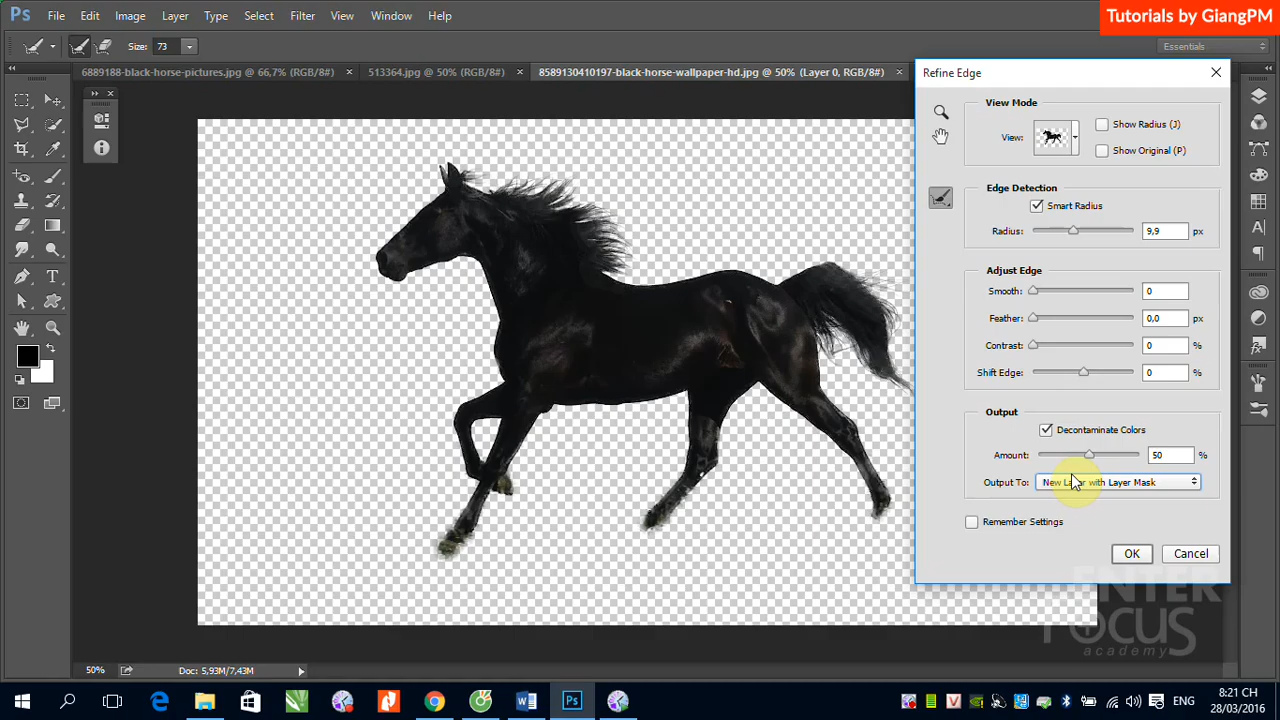 Tutorials by GiangPM
Ps File Edit Image Layer Type Select Filter View Window Help
Size: 73
Essentials
6889188-black-horse-pictures.jpg @ 66,7% (RGB/8#)
513364.jpg @ 50% (RGB/8#)
8589130410197-black-horse-wallpaper-hd.jpg @ 50% (Layer 0, RGB/8#)
Refine Edge
View Mode
View:
Show Radius (J)
Show Original (P)
Edge Detection
Smart Radius
Radius: 9,9 px
Adjust Edge
Smooth: 0
Feather: 0,0 px
Contrast: 0 %
Shift Edge: 0 %
Output
Decontaminate Colors
Amount: 50 %
Output To: New Layer with Layer Mask
Remember Settings
OK Cancel
ENTER
FOCUS
academy
50% Doc: 5,93M/7,43M
ENG
8:21 CH
28/03/2016